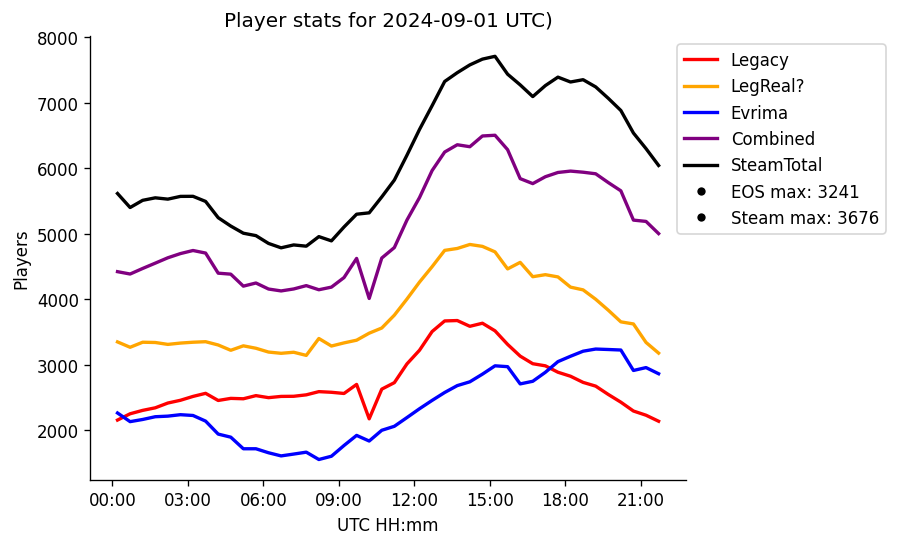 Player stats for 2024-09-01 UTC)
8000
7000
6000
5000
4000
3000
2000
Players
00:00 03:00 06:00 09:00 12:00 15:00 18:00 21:00
UTC HH:mm
Legacy
LegReal?
Evrima
Combined
SteamTotal
EOS max: 3241
Steam max: 3676